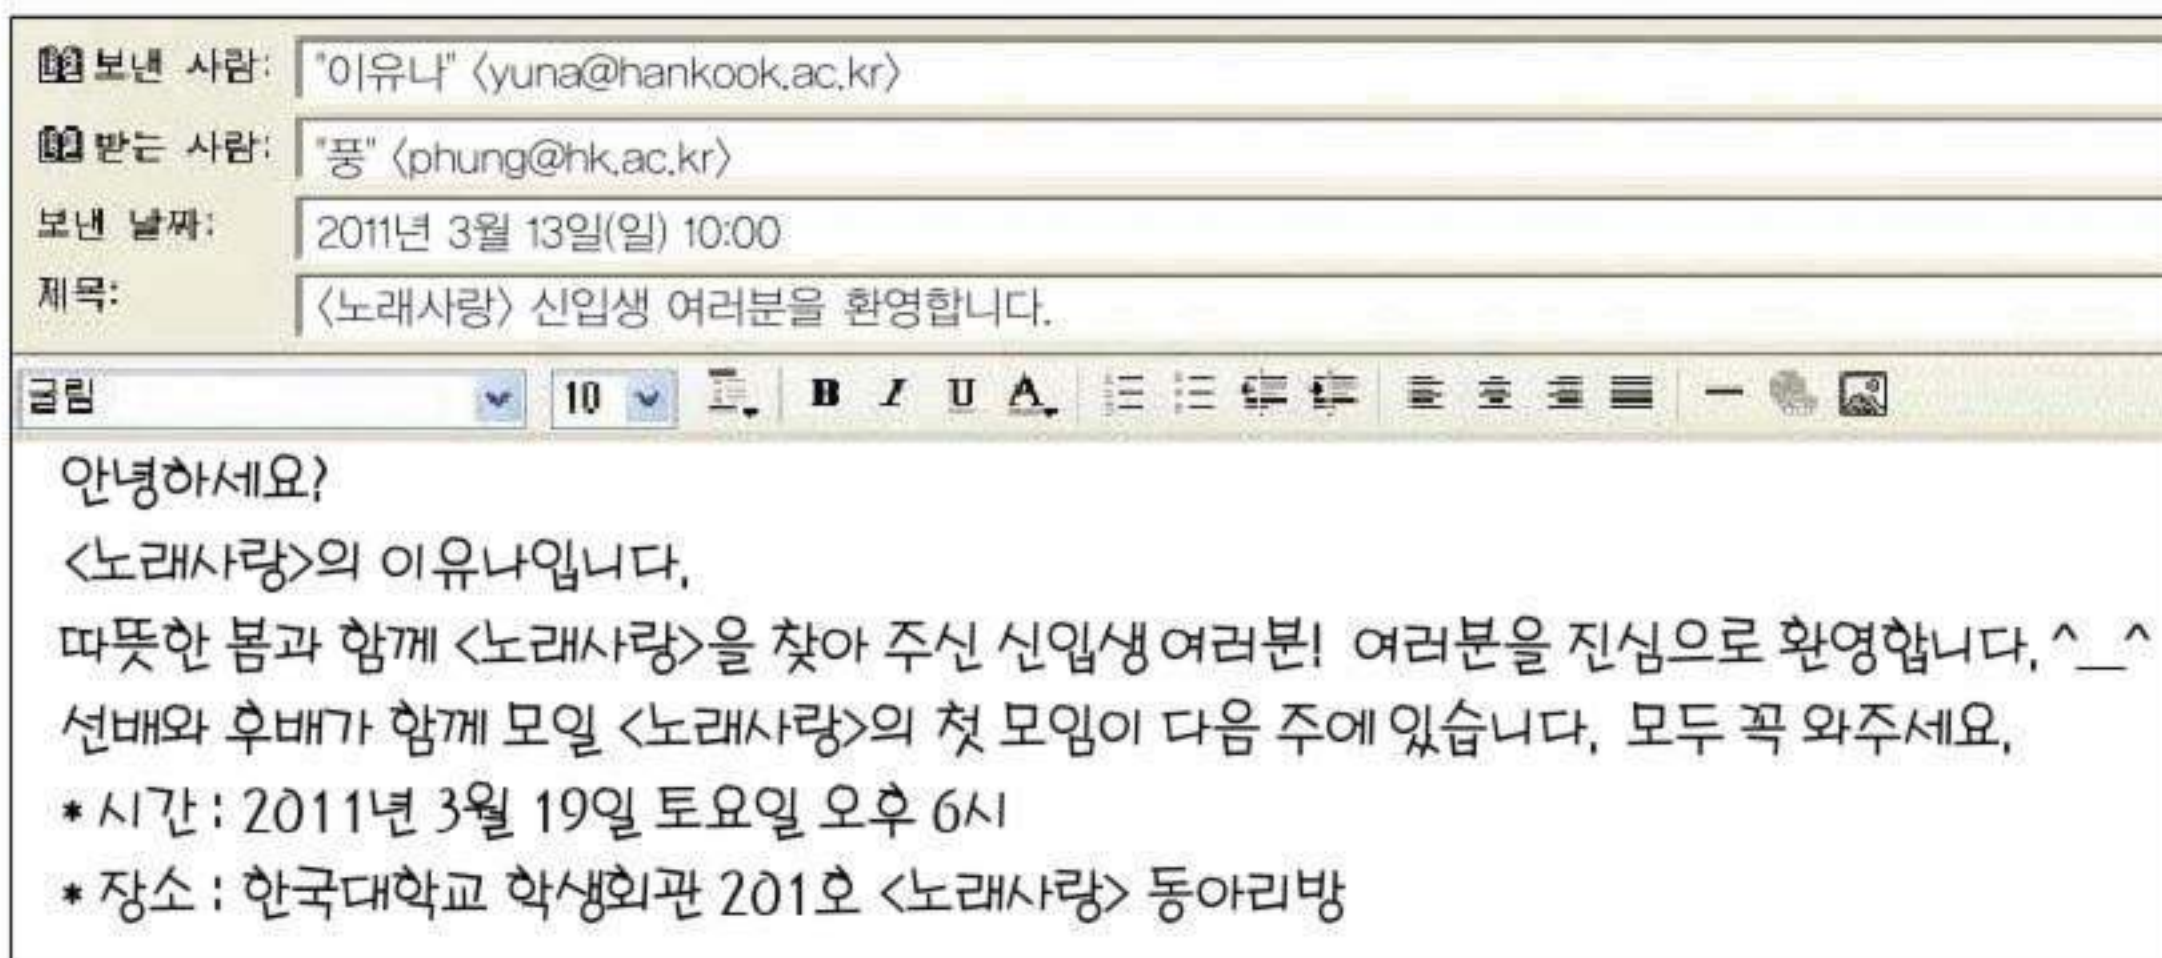 보낸 사람: "이유나" <yuna@hankook.ac.kr>
받는 사람: "풍" <phung@hk.ac.kr>
보낸 날짜: 2011년 3월 13일(일) 10:00
제목: <노래사랑> 신입생 여러분을 환영합니다.
굴림 10 B I U A
안녕하세요?
<노래사랑>의 이유나입니다.
따뜻한 봄과 함께 <노래사랑>을 찾아 주신 신입생 여러분! 여러분을 진심으로 환영합니다. ^__^
선배와 후배가 함께 모일 <노래사랑>의 첫 모임이 다음 주에 있습니다. 모두 꼭 와주세요.
* 시간 : 2011년 3월 19일 토요일 오후 6시
* 장소 : 한국대학교 학생회관 201호 <노래사랑> 동아리방